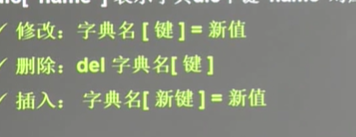 ✓ 修改：字典名 [ 键 ] = 新值
✓ 删除：del 字典名[ 键 ]
✓ 插入： 字典名[ 新键 ] = 新值